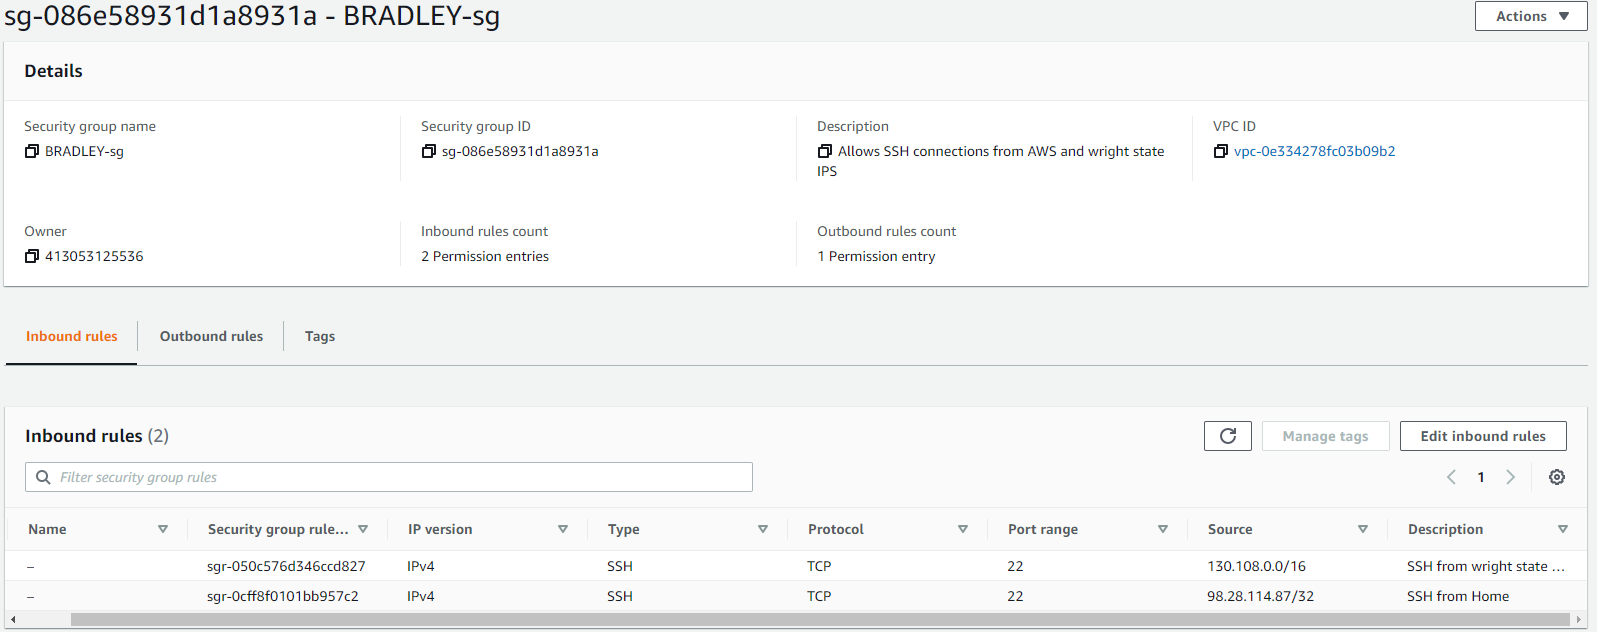 sg-086e58931d1a8931a - BRADLEY-sg
Actions
Details
Security group name
BRADLEY-sg
Security group ID
sg-086e58931d1a8931a
Description
Allows SSH connections from AWS and wright state
IPS
VPC ID
vpc-0e334278fc03b09b2
Owner
413053125536
Inbound rules count
2 Permission entries
Outbound rules count
1 Permission entry
Inbound rules
Outbound rules
Tags
Inbound rules (2)
Manage tags
Edit inbound rules
Filter security group rules
1
Name Security group rule... IP version Type Protocol Port range Source Description
– sgr-050c576d346ccd827 IPv4 SSH TCP 22 130.108.0.0/16 SSH from wright state ...
– sgr-0cff8f0101bb957c2 IPv4 SSH TCP 22 98.28.114.87/32 SSH from Home